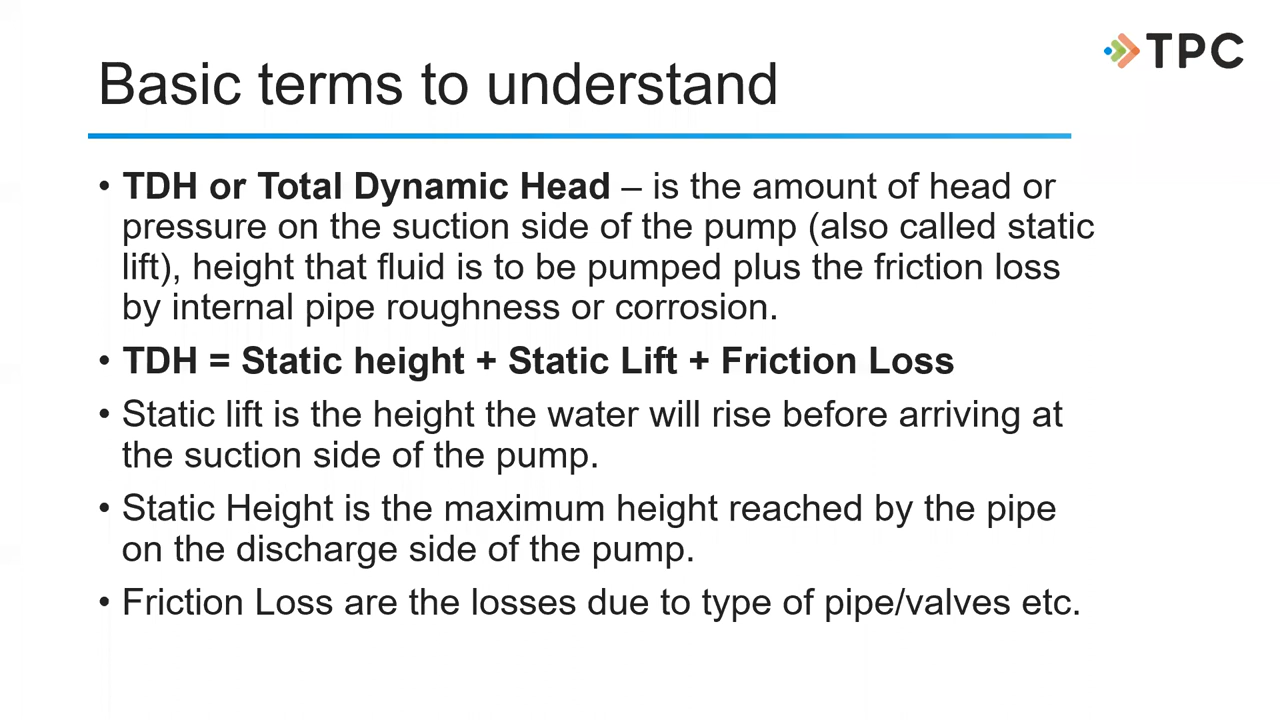 TPC
Basic terms to understand
• TDH or Total Dynamic Head – is the amount of head or
pressure on the suction side of the pump (also called static
lift), height that fluid is to be pumped plus the friction loss
by internal pipe roughness or corrosion.
• TDH = Static height + Static Lift + Friction Loss
• Static lift is the height the water will rise before arriving at
the suction side of the pump.
• Static Height is the maximum height reached by the pipe
on the discharge side of the pump.
• Friction Loss are the losses due to type of pipe/valves etc.